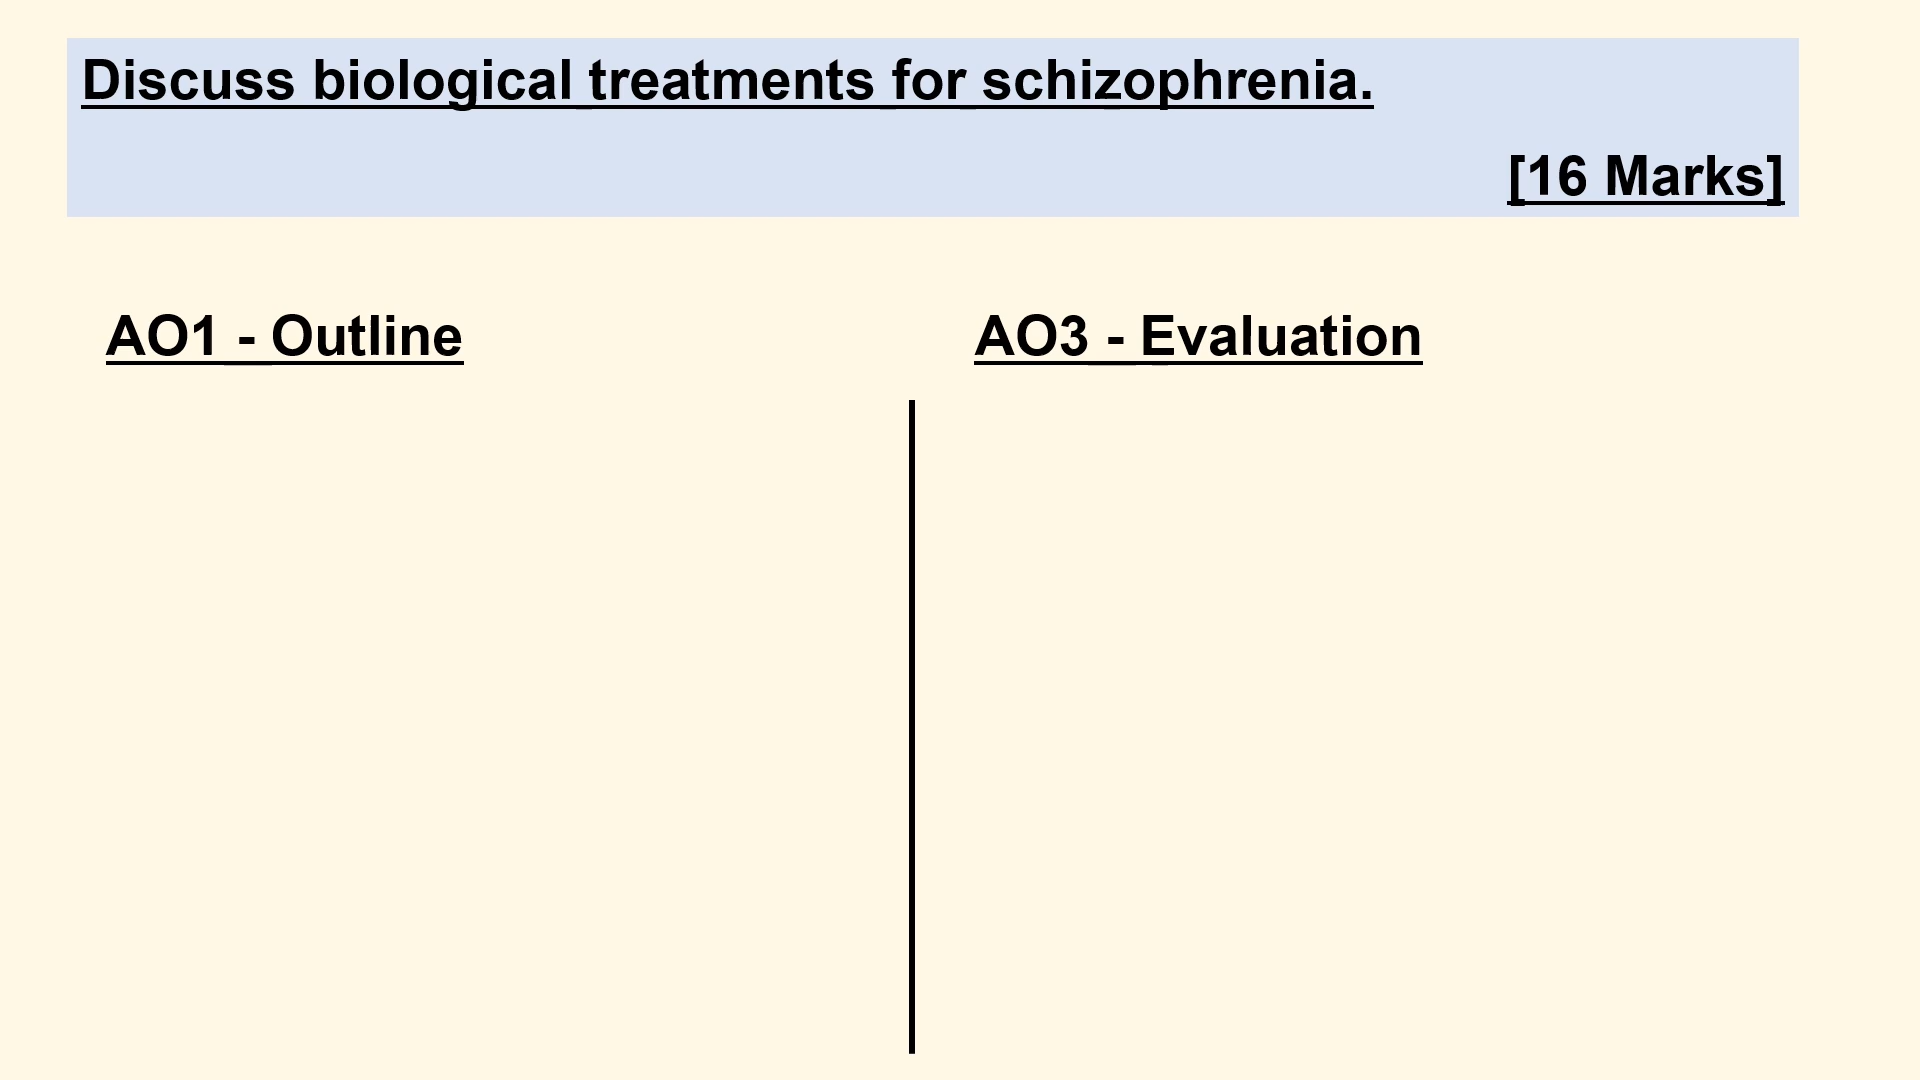 Discuss biological treatments for schizophrenia.
[16 Marks]
AO1 - Outline
AO3 - Evaluation